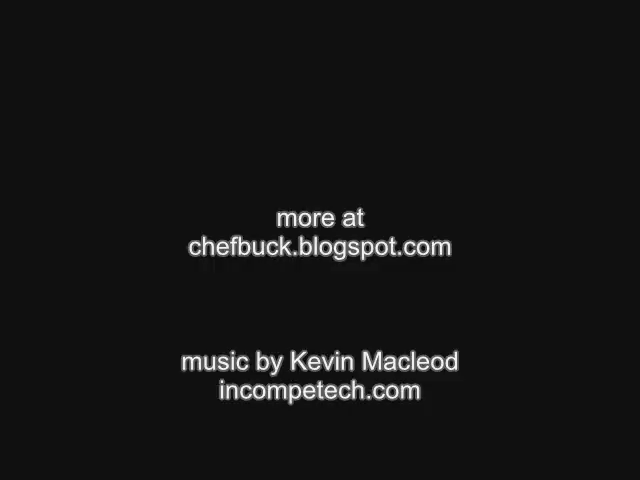 more at
chefbuck.blogspot.com
music by Kevin Macleod
incompetech.com